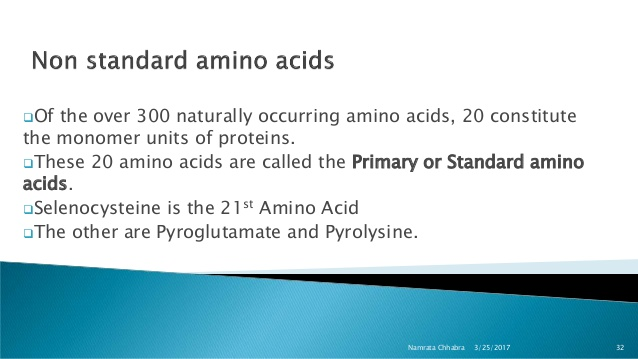 Non standard amino acids
❑Of the over 300 naturally occurring amino acids, 20 constitute
the monomer units of proteins.
❑These 20 amino acids are called the Primary or Standard amino
acids.
❑Selenocysteine is the 21st Amino Acid
❑The other are Pyroglutamate and Pyrolysine.
Namrata Chhabra 3/25/2017 32